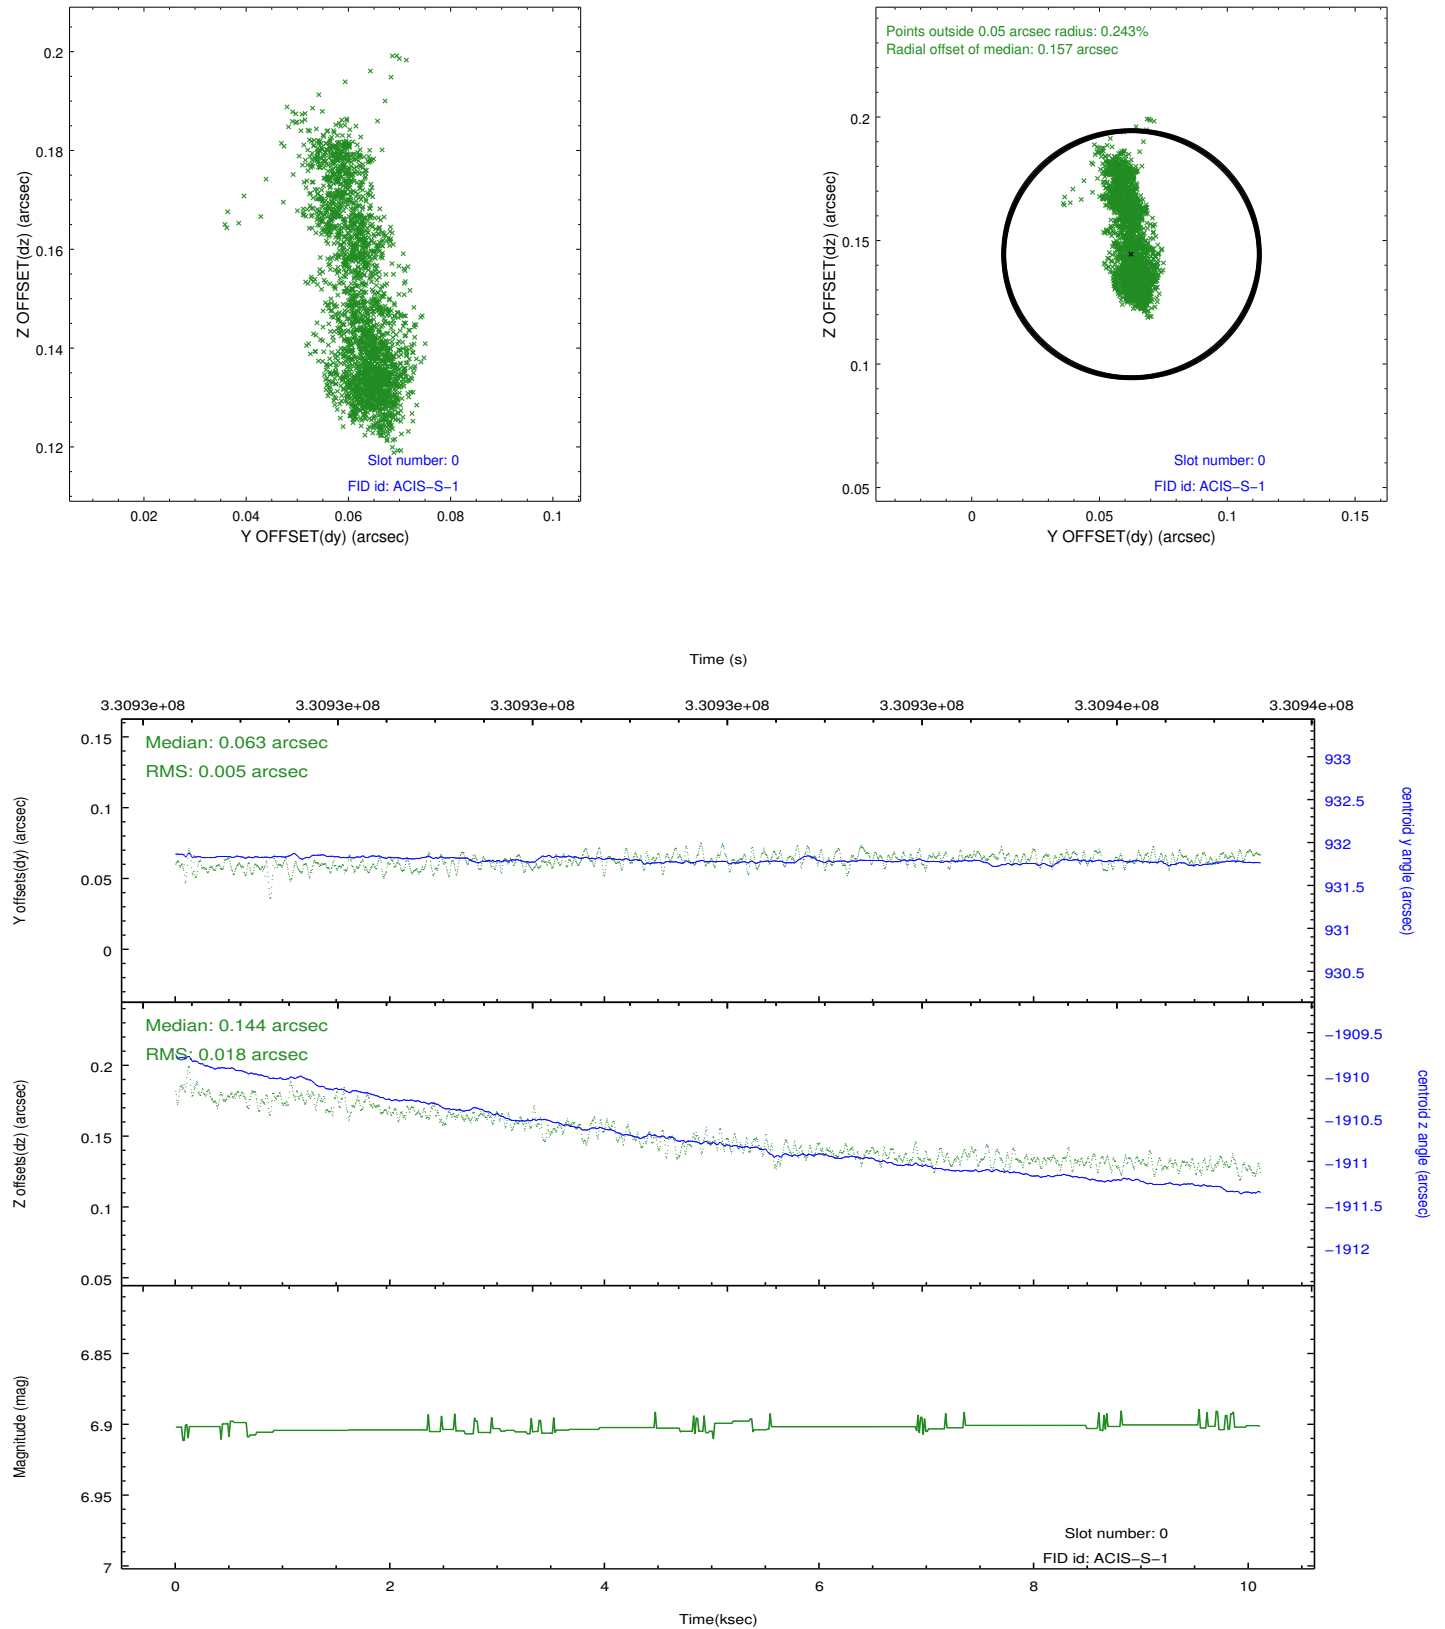 0.2
0.18
0.16
0.14
0.12
Z OFFSET(dz) (arcsec)
Slot number: 0
FID id: ACIS−S−1
0.02 0.04 0.06 0.08 0.1
Y OFFSET(dy) (arcsec)
Points outside 0.05 arcsec radius: 0.243%
Radial offset of median: 0.157 arcsec
0.2
0.15
0.1
0.05
Z OFFSET(dz) (arcsec)
Slot number: 0
FID id: ACIS−S−1
0 0.05 0.1 0.15
Y OFFSET(dy) (arcsec)
Time (s)
3.3093e+08 3.3093e+08 3.3093e+08 3.3093e+08 3.3093e+08 3.3094e+08 3.3094e+08
Median: 0.063 arcsec
RMS: 0.005 arcsec
0.15
0.1
0.05
0
Y offsets(dy) (arcsec)
933
932.5
932
931.5
931
930.5
centroid y angle (arcsec)
Median: 0.144 arcsec
RMS: 0.018 arcsec
0.2
0.15
0.1
0.05
Z offsets(dz) (arcsec)
−1909.5
−1910
−1910.5
−1911
−1911.5
−1912
centroid z angle (arcsec)
6.85
6.9
6.95
7
Magnitude (mag)
Slot number: 0
FID id: ACIS−S−1
0 2 4 6 8 10
Time(ksec)